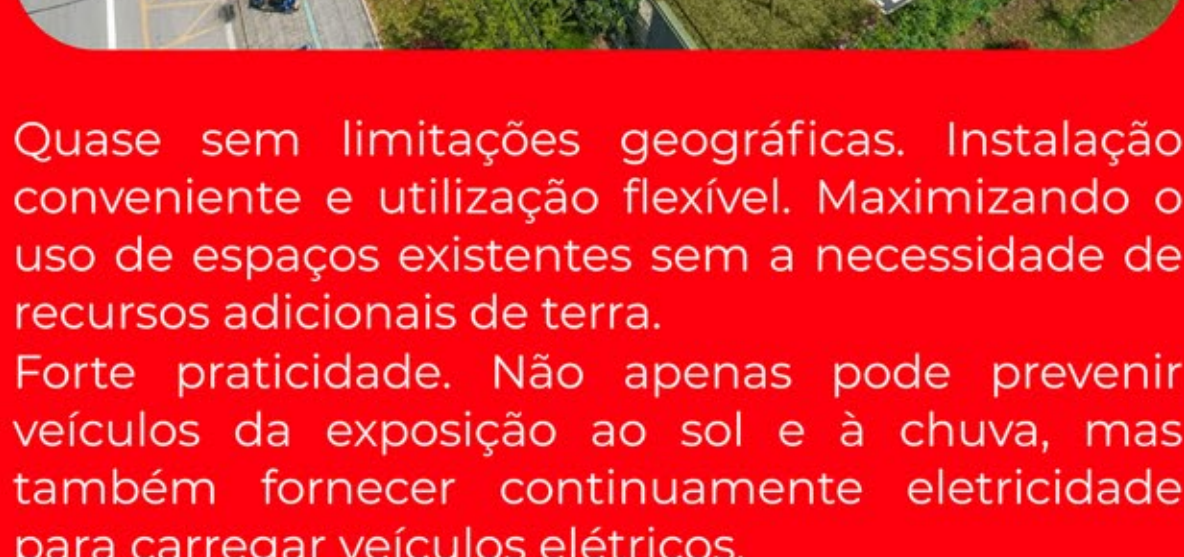 Quase sem limitações geográficas. Instalação
conveniente e utilização flexível. Maximizando o
uso de espaços existentes sem a necessidade de
recursos adicionais de terra.
Forte praticidade. Não apenas pode prevenir
veículos da exposição ao sol e à chuva, mas
também fornecer continuamente eletricidade
para carregar veículos elétricos.